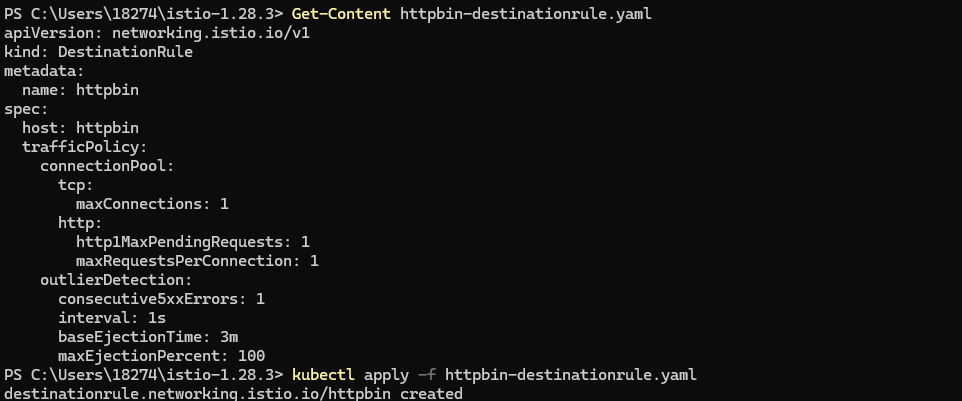 PS C:\Users\18274\istio-1.28.3> Get-Content httpbin-destinationrule.yaml
apiVersion: networking.istio.io/v1
kind: DestinationRule
metadata:
  name: httpbin
spec:
  host: httpbin
  trafficPolicy:
    connectionPool:
      tcp:
        maxConnections: 1
      http:
        http1MaxPendingRequests: 1
        maxRequestsPerConnection: 1
    outlierDetection:
      consecutive5xxErrors: 1
      interval: 1s
      baseEjectionTime: 3m
      maxEjectionPercent: 100
PS C:\Users\18274\istio-1.28.3> kubectl apply -f httpbin-destinationrule.yaml
destinationrule.networking.istio.io/httpbin created